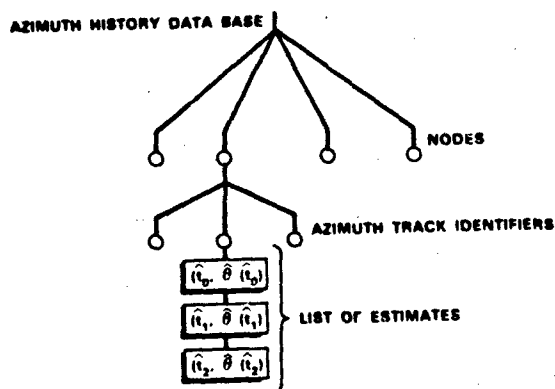 AZIMUTH HISTORY DATA BASE
NODES
AZIMUTH TRACK IDENTIFIERS
(t̂₀, θ̂ (t̂₀)
(t̂₁, θ̂ (t̂₁)
(t̂₂, θ̂ (t̂₂)
LIST OF ESTIMATES